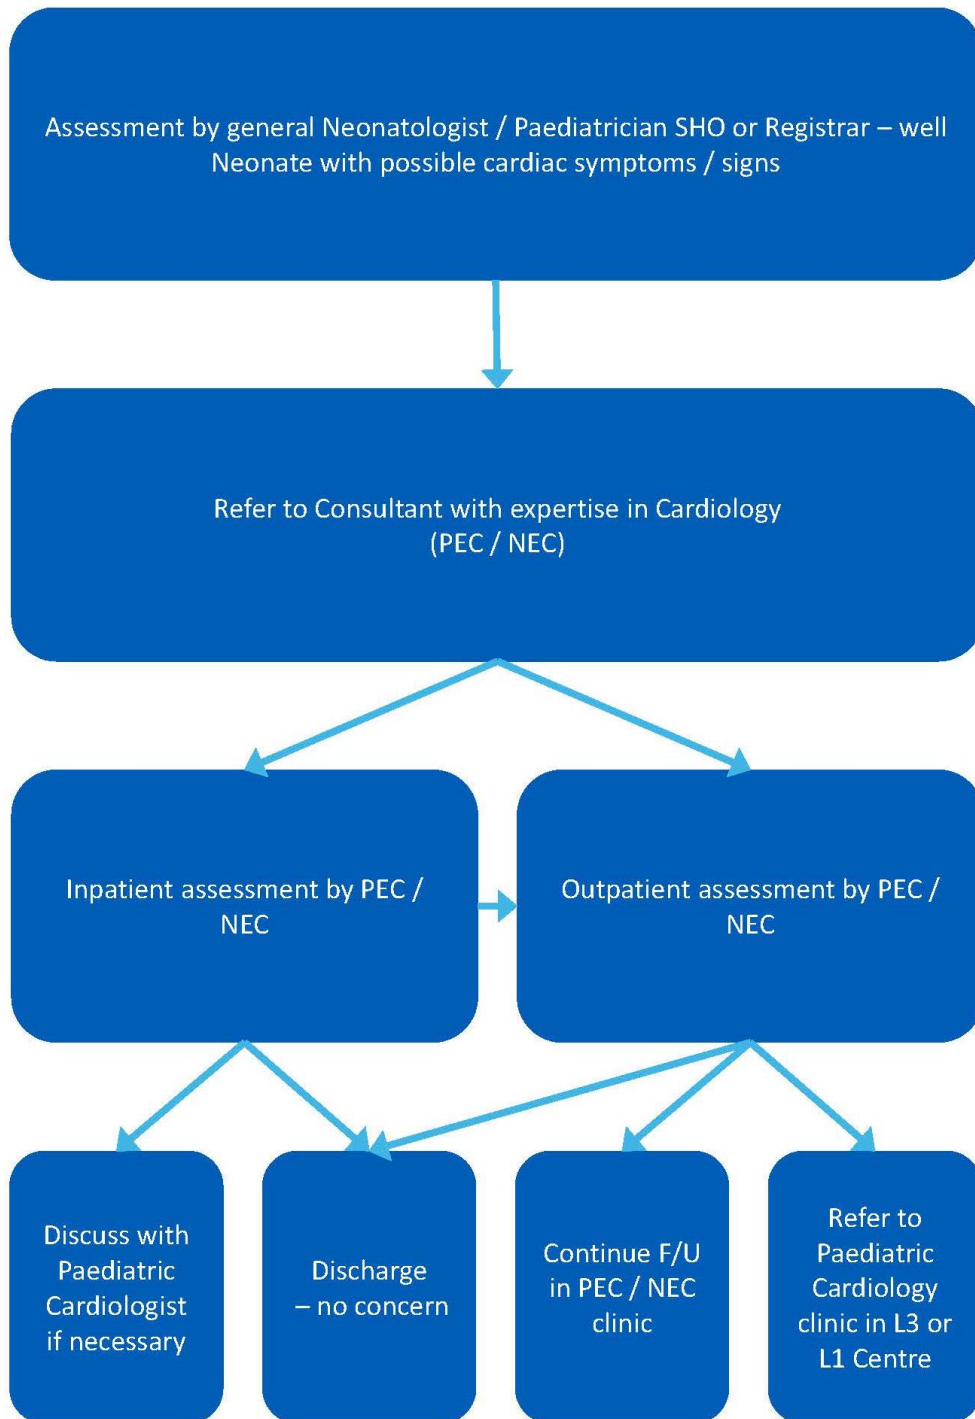 Assessment by general Neonatologist / Paediatrician SHO or Registrar – well
Neonate with possible cardiac symptoms / signs
Refer to Consultant with expertise in Cardiology
(PEC / NEC)
Inpatient assessment by PEC /
NEC
Outpatient assessment by PEC /
NEC
Discuss with
Paediatric
Cardiologist
if necessary
Discharge
– no concern
Continue F/U
in PEC / NEC
clinic
Refer to
Paediatric
Cardiology
clinic in L3 or
L1 Centre